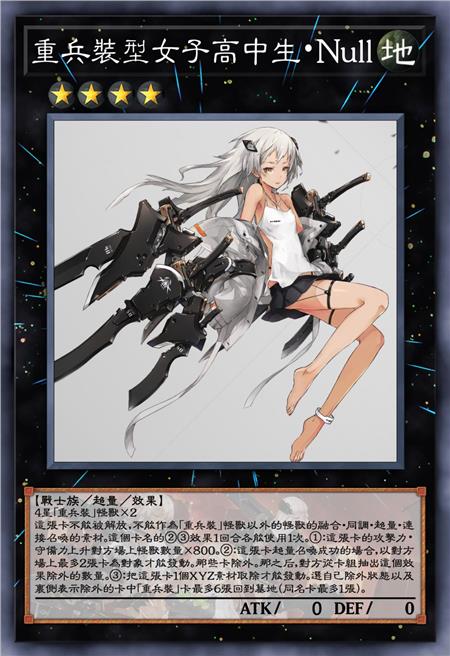 重兵裝型女子高中生·Null 地
【戰士族／超量／效果】
4星「重兵裝」怪獸×2
這張卡不能被解放，不能作為「重兵裝」怪獸以外的怪獸的融合·同調·超量·連
接召喚的素材。這個卡名的②③效果1回合各能使用1次。①：這張卡的攻擊力·
守備力上升對方場上怪獸數量×800。②：這張卡超量召喚成功的場合，以對方
場上最多2張卡為對象才能發動。那些卡除外。那之後，對方從卡組抽出這個效
果除外的數量。③：把這張卡1個XYZ素材取除才能發動。選自己除外狀態以及
裏側表示除外的卡中「重兵裝」卡最多6張回到墓地（同名卡最多1張）。
ATK/ 0 DEF/ 0